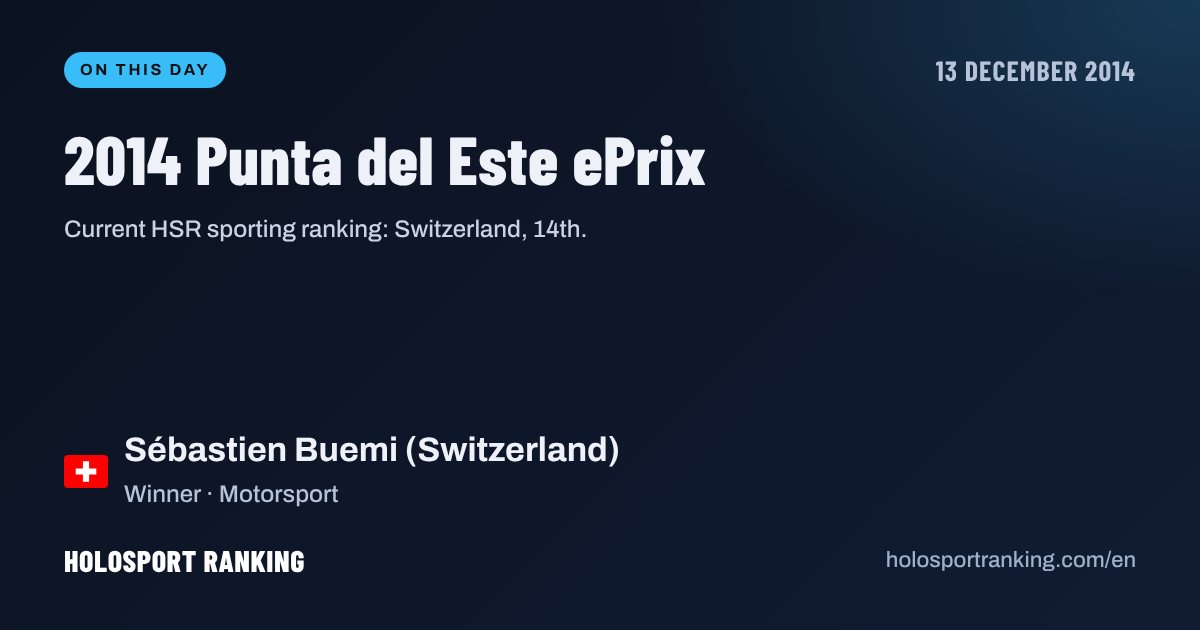 ON THIS DAY
13 DECEMBER 2014
2014 Punta del Este ePrix
Current HSR sporting ranking: Switzerland, 14th.
Sébastien Buemi (Switzerland)
Winner · Motorsport
HOLOSPORT RANKING
holosportranking.com/en